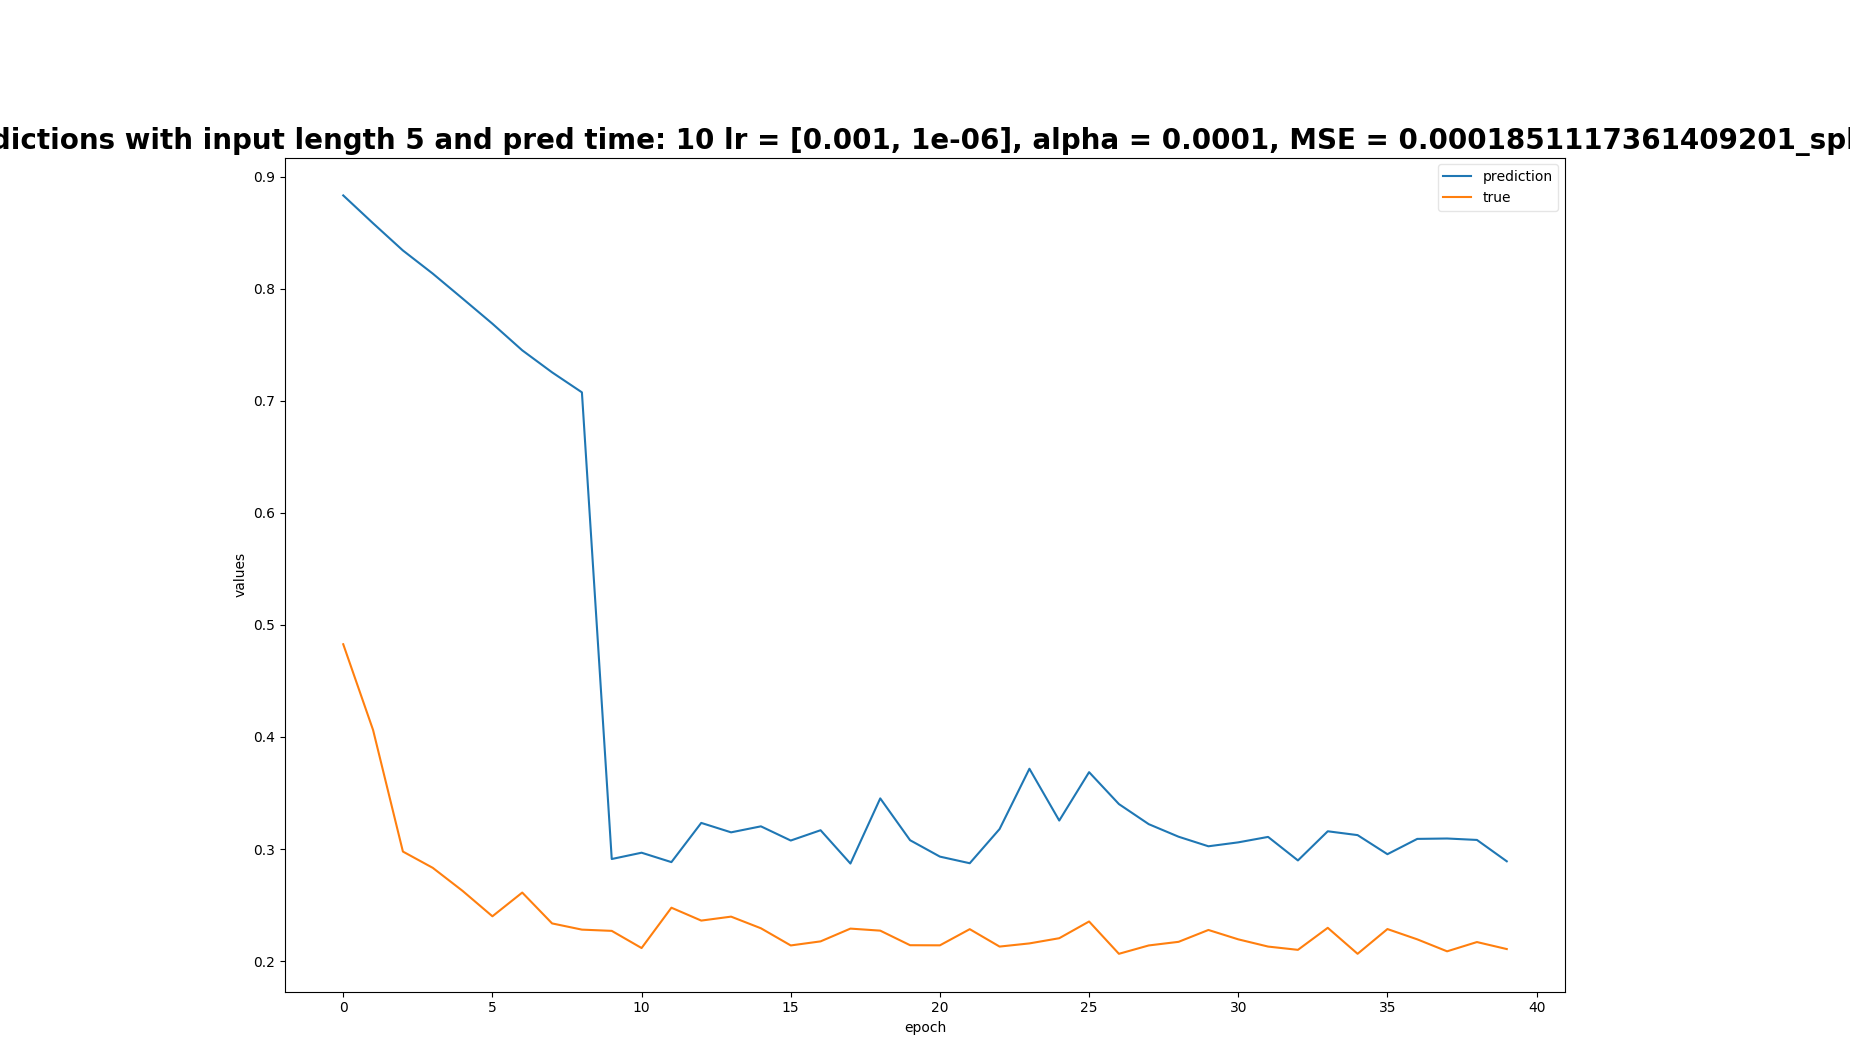 dictions with input length 5 and pred time: 10 lr = [0.001, 1e-06], alpha = 0.0001, MSE = 0.0001851117361409201_spl
prediction
true
0.9
0.8
0.7
0.6
0.5
0.4
0.3
0.2
values
0 5 10 15 20 25 30 35 40
epoch